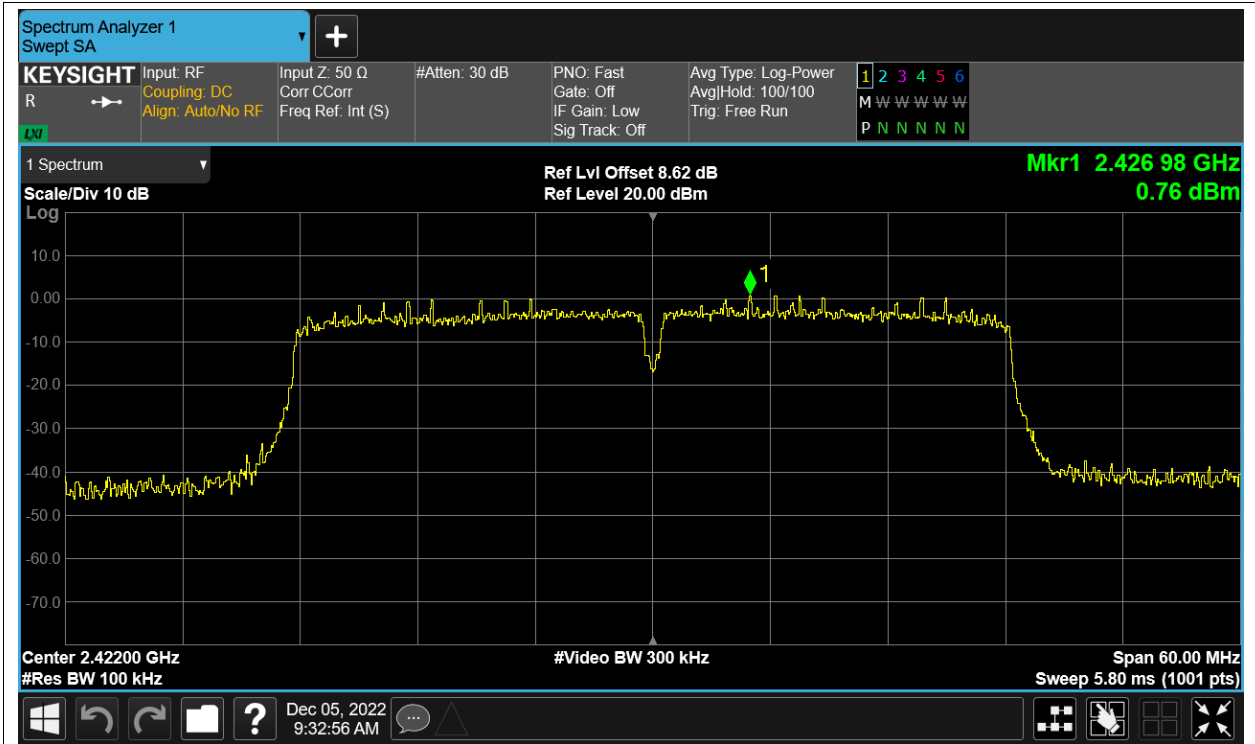 Spectrum Analyzer 1
Swept SA
KEYSIGHT
R
LXI
Input: RF
Coupling: DC
Align: Auto/No RF
Input Z: 50 Ω
Corr CCorr
Freq Ref: Int (S)
#Atten: 30 dB
PNO: Fast
Gate: Off
IF Gain: Low
Sig Track: Off
Avg Type: Log-Power
Avg|Hold: 100/100
Trig: Free Run
1 2 3 4 5 6
M W W W W W
P N N N N N
1 Spectrum
Scale/Div 10 dB
Log
Ref Lvl Offset 8.62 dB
Ref Level 20.00 dBm
Mkr1 2.426 98 GHz
0.76 dBm
1
10.0
0.00
-10.0
-20.0
-30.0
-40.0
-50.0
-60.0
-70.0
Center 2.42200 GHz
#Res BW 100 kHz
#Video BW 300 kHz
Span 60.00 MHz
Sweep 5.80 ms (1001 pts)
?
Dec 05, 2022
9:32:56 AM